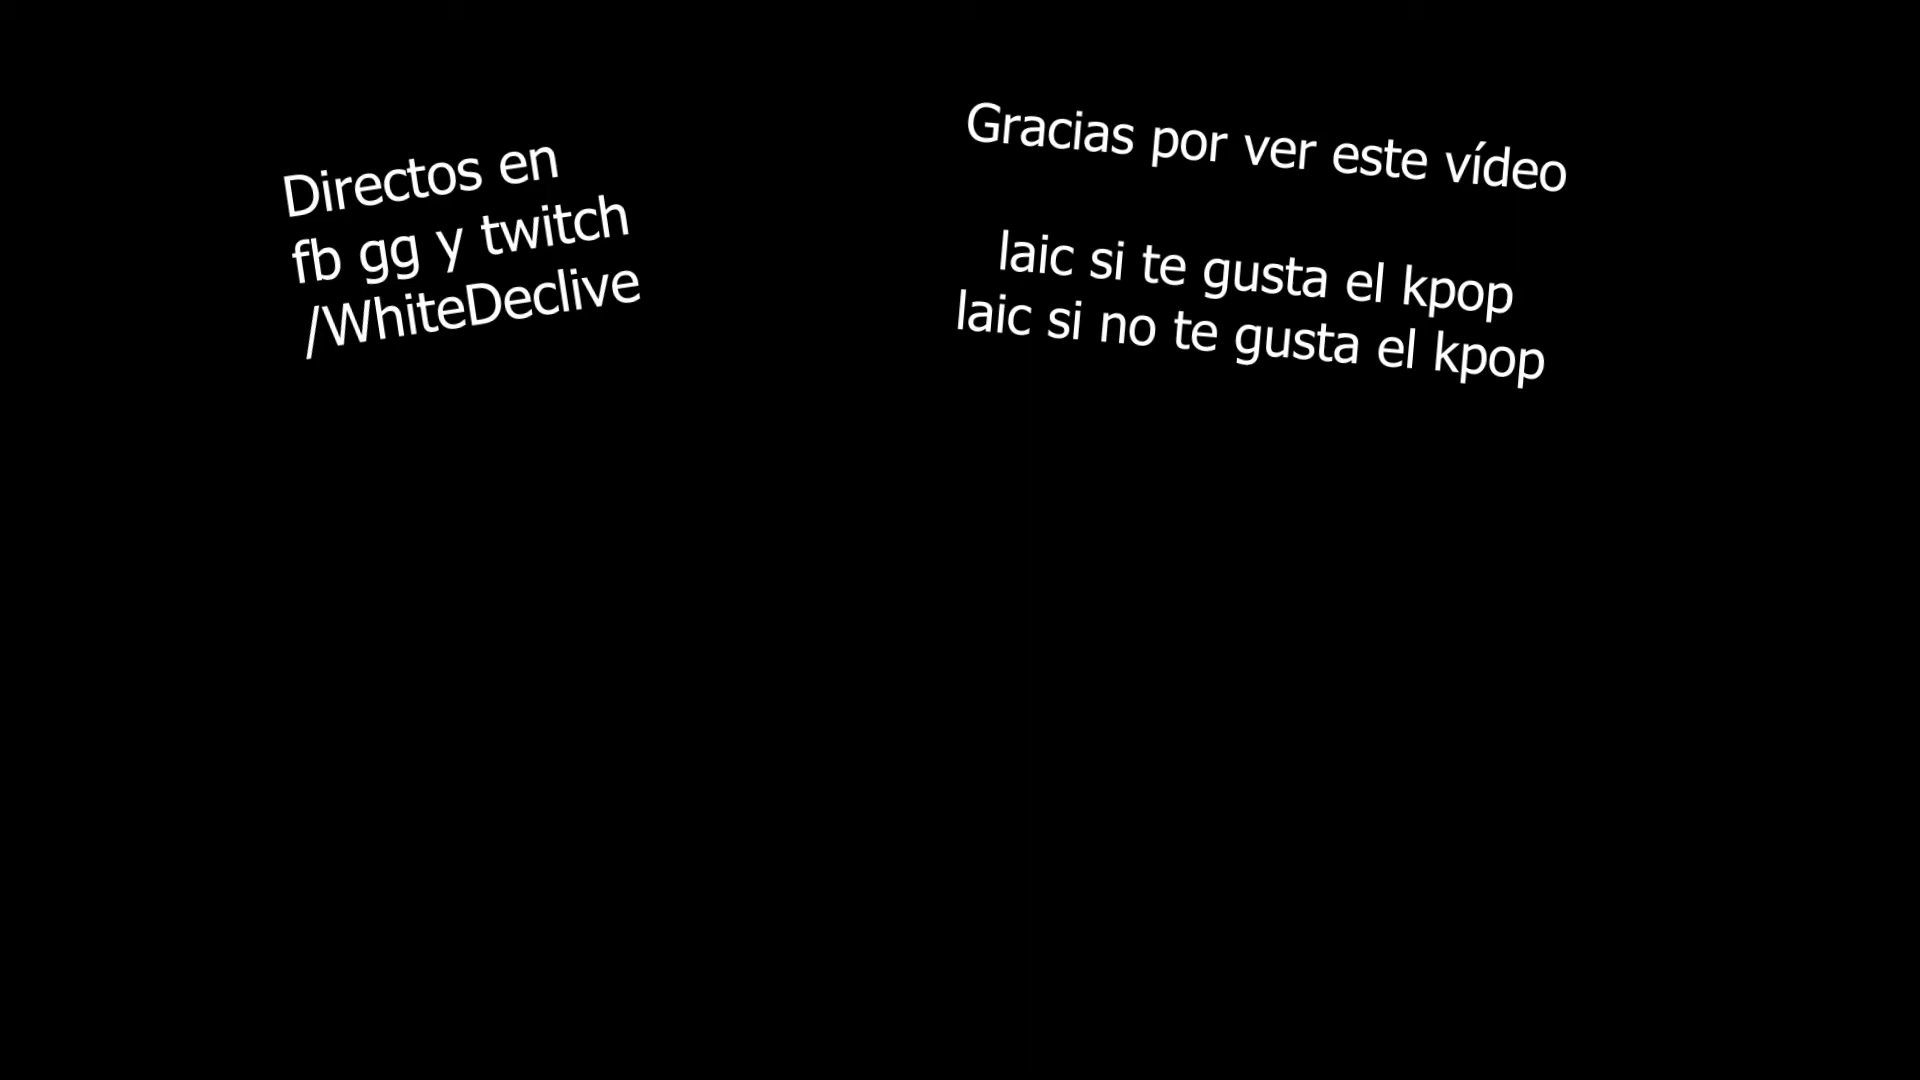 Directos en
fb gg y twitch
/WhiteDeclive
Gracias por ver este vídeo
laic si te gusta el kpop
laic si no te gusta el kpop